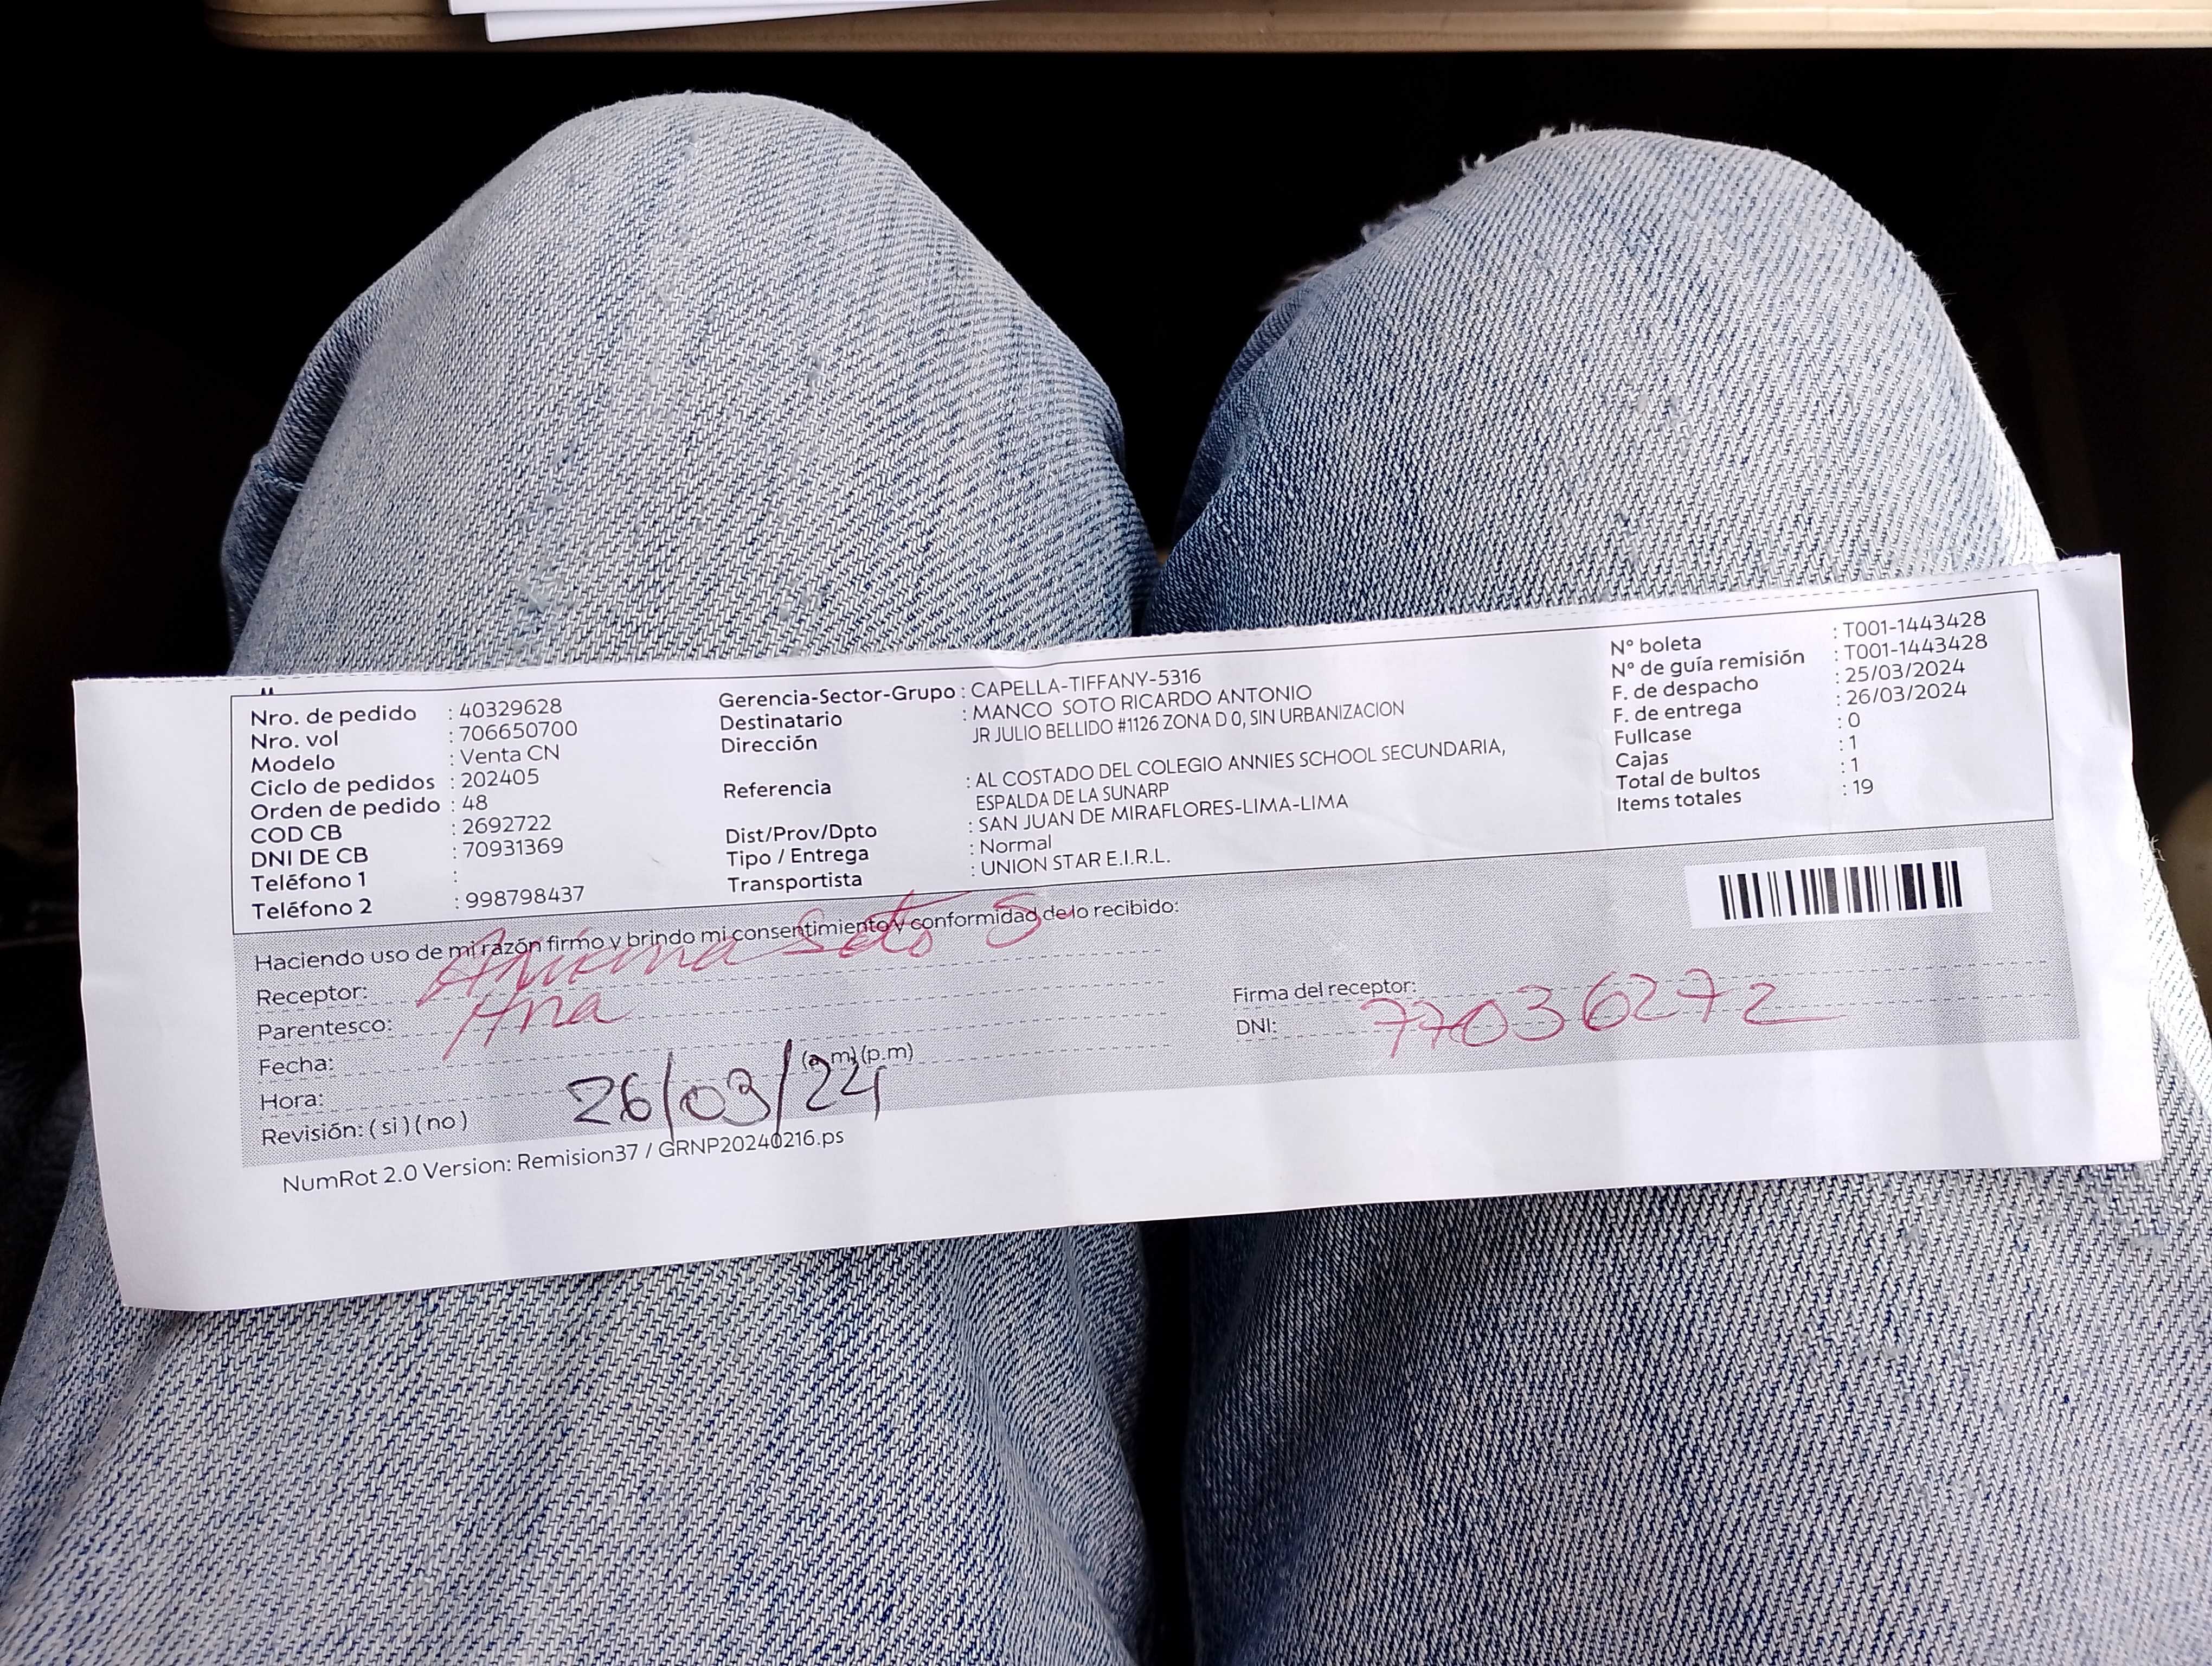 Nro. de pedido : 40329628
Nro. vol : 706650700
Modelo : Venta CN
Ciclo de pedidos : 202405
Orden de pedido : 48
COD CB : 2692722
DNI DE CB : 70931369
Teléfono 1 :
Teléfono 2 : 998798437
Gerencia-Sector-Grupo : CAPELLA-TIFFANY-5316
Destinatario : MANCO SOTO RICARDO ANTONIO
Dirección JR JULIO BELLIDO #1126 ZONA D 0, SIN URBANIZACION
Referencia : AL COSTADO DEL COLEGIO ANNIES SCHOOL SECUNDARIA,
ESPALDA DE LA SUNARP
Dist/Prov/Dpto : SAN JUAN DE MIRAFLORES-LIMA-LIMA
Tipo / Entrega : Normal
Transportista : UNION STAR E.I.R.L.
N° boleta : T001-1443428
N° de guía remisión : T001-1443428
F. de despacho : 25/03/2024
F. de entrega : 26/03/2024
Fullcase : 0
Cajas : 1
Total de bultos : 1
Items totales : 19
Haciendo uso de mi razón firmo y brindo mi consentimiento y conformidad de lo recibido:
Receptor: Soto S
Parentesco:
Fecha:
Hora: (a.m) (p.m)
26/03/24
Revisión: ( si ) ( no )
Firma del receptor:
DNI: 77036272
NumRot 2.0 Version: Remision37 / GRNP20240216.ps